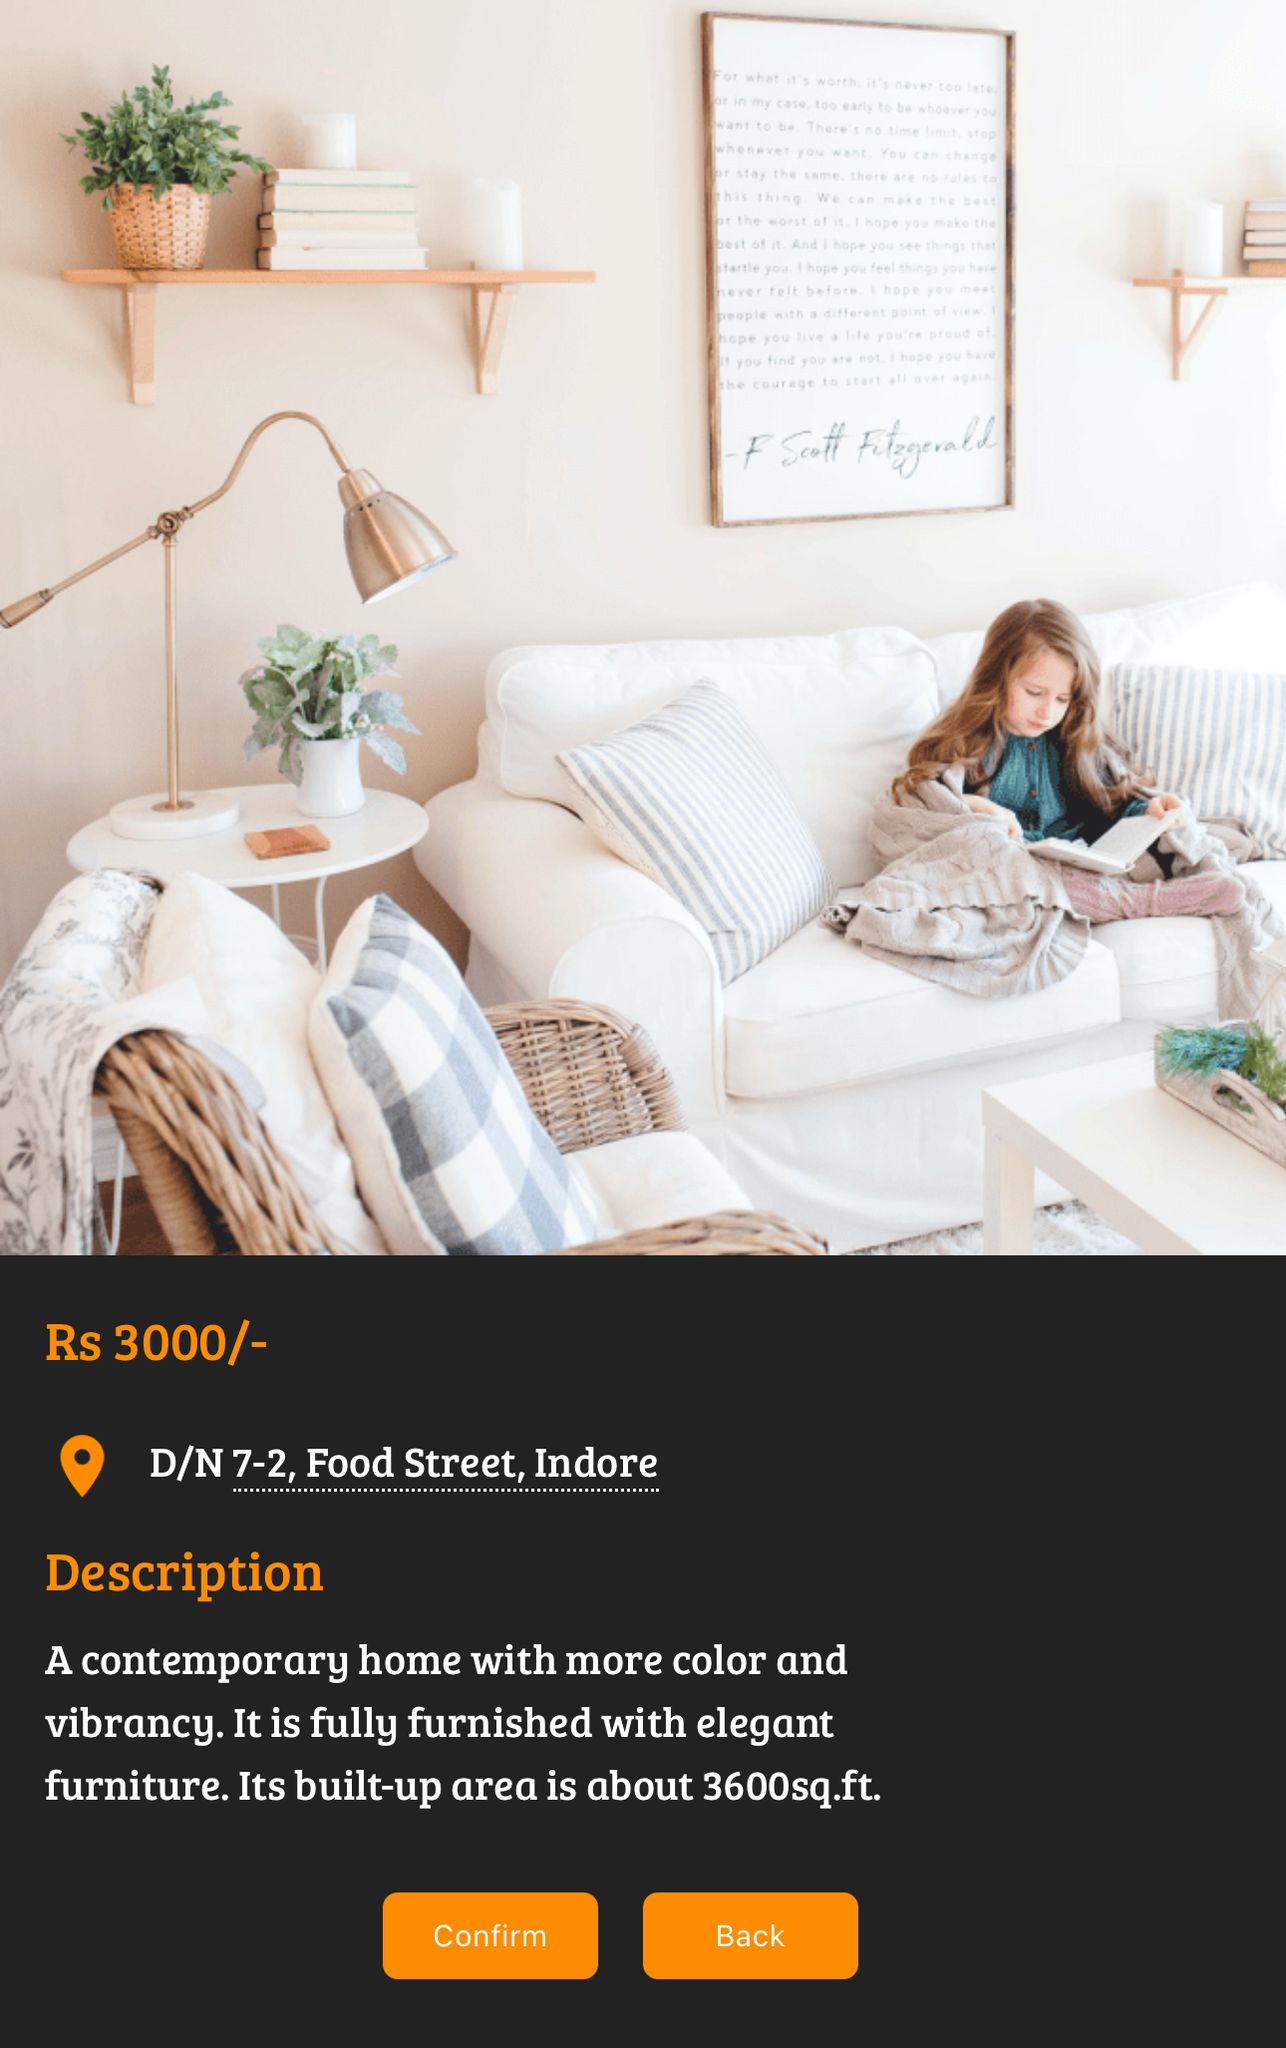 For what it's worth: it's never too late,
or in my case, too early to be whoever you
want to be. There's no time limit, stop
whenever you want. You can change
or stay the same, there are no rules to
this thing. We can make the best
or the worst of it. I hope you make the
best of it. And I hope you see things that
startle you. I hope you feel things you have
never felt before. I hope you meet
people with a different point of view. I
hope you live a life you're proud of.
If you find you are not, I hope you have
the courage to start all over again.
-F Scott Fitzgerald
Rs 3000/-
D/N 7-2, Food Street, Indore
Description
A contemporary home with more color and
vibrancy. It is fully furnished with elegant
furniture. Its built-up area is about 3600sq.ft.
Confirm Back